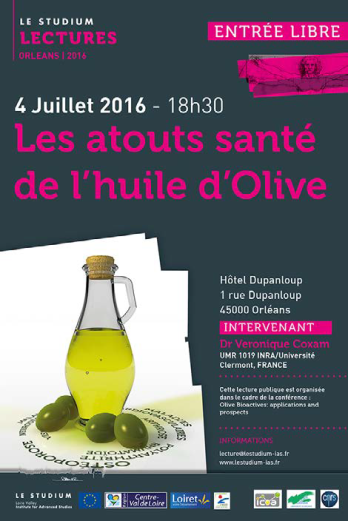 LE STUDIUM
LECTURES
ORLEANS | 2016
ENTRÉE LIBRE
4 Juillet 2016 - 18h30
Les atouts santé
de l'huile d'Olive
Hôtel Dupanloup
1 rue Dupanloup
45000 Orléans
INTERVENANT
Dr Veronique Coxam
UMR 1019 INRA/Université
Clermont, FRANCE
Cette lecture publique est organisée
dans le cadre de la conférence :
Olive Bioactives: applications and
prospects
INFORMATIONS
lecture@lestudium-ias.fr
www.lestudium-ias.fr
OSTÉOPOROSE
LE STUDIUM
Loire Valley
Institute for Advanced Studies
Centre-
Val de Loire
Loiret
icoa
cnrs